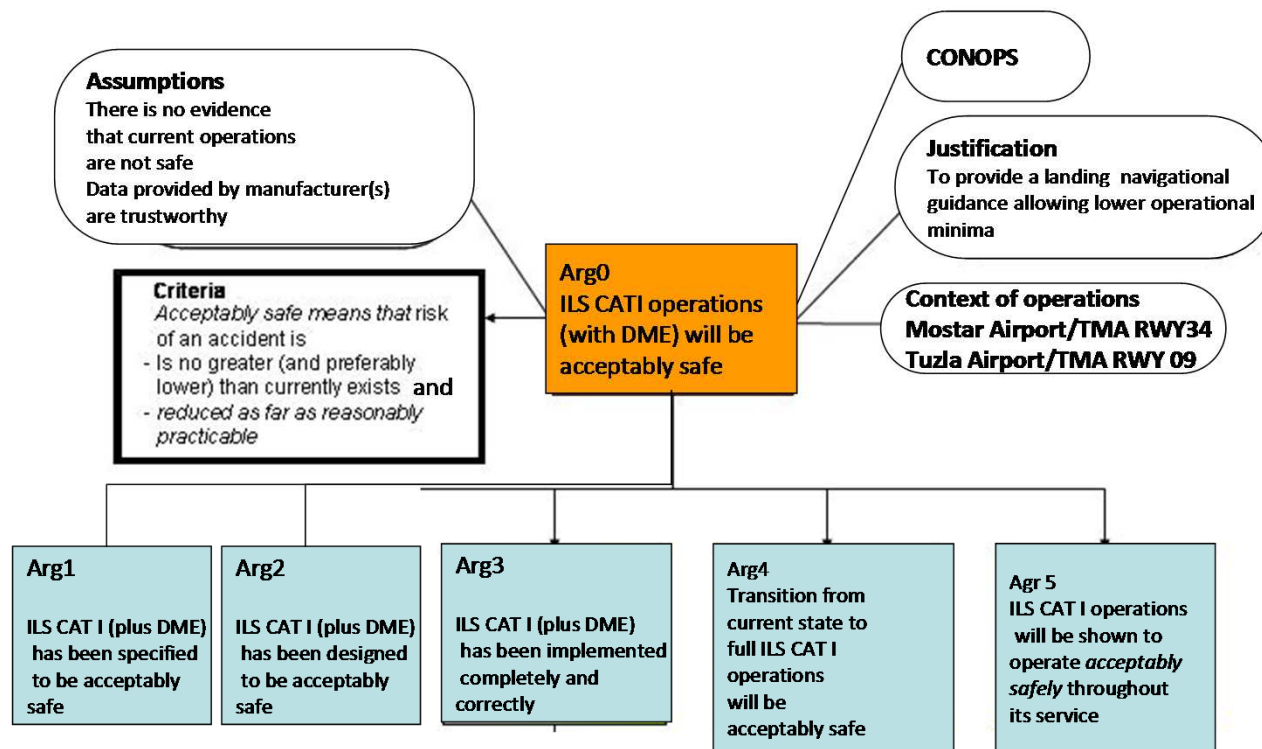 Assumptions
There is no evidence
that current operations
are not safe
Data provided by manufacturer(s)
are trustworthy
CONOPS
Justification
To provide a landing navigational
guidance allowing lower operational
minima
Criteria
Acceptably safe means that risk
of an accident is
- Is no greater (and preferably
lower) than currently exists and
- reduced as far as reasonably
practicable
Arg0
ILS CATI operations
(with DME) will be
acceptably safe
Context of operations
Mostar Airport/TMA RWY34
Tuzla Airport/TMA RWY 09
Arg1
ILS CAT I (plus DME)
has been specified
to be acceptably
safe
Arg2
ILS CAT I (plus DME)
has been designed
to be acceptably
safe
Arg3
ILS CAT I (plus DME)
has been implemented
completely and
correctly
Arg4
Transition from
current state to
full ILS CAT I
operations
will be
acceptably safe
Agr 5
ILS CAT I operations
will be shown to
operate acceptably
safely throughout
its service